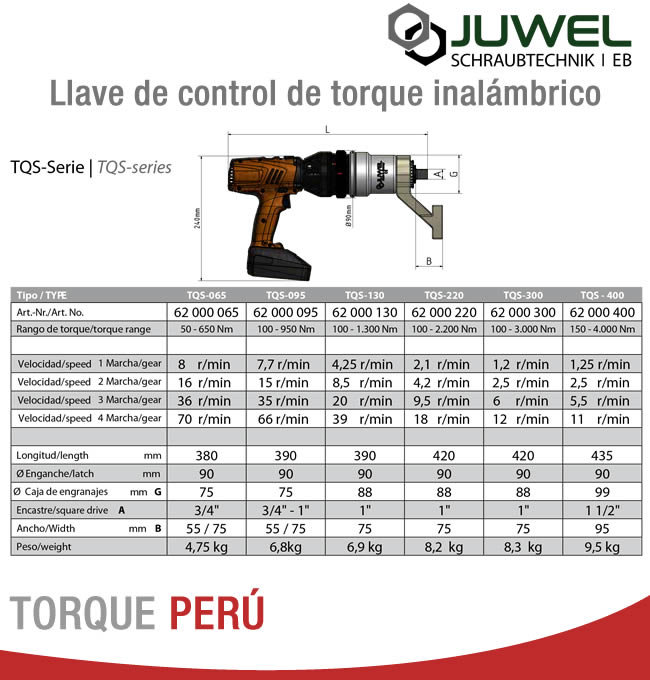 JUWEL
SCHRAUBTECHNIK | EB
Llave de control de torque inalámbrico
TQS-Serie | TQS-series
L
240mm
Ø90mm
JUWEL
A
G
B
Tipo / TYPE TQS-065 TQS-095 TQS-130 TQS-220 TQS-300 TQS - 400
Art.-Nr./Art. No. 62 000 065 62 000 095 62 000 130 62 000 220 62 000 300 62 000 400
Rango de torque/torque range 50 - 650 Nm 100 - 950 Nm 100 - 1.300 Nm 100 - 2.200 Nm 100 - 3.000 Nm 150 - 4.000 Nm
Velocidad/speed 1 Marcha/gear 8 r/min 7,7 r/min 4,25 r/min 2,1 r/min 1,2 r/min 1,25 r/min
Velocidad/speed 2 Marcha/gear 16 r/min 15 r/min 8,5 r/min 4,2 r/min 2,5 r/min 2,5 r/min
Velocidad/speed 3 Marcha/gear 36 r/min 35 r/min 20 r/min 9,5 r/min 6 r/min 5,5 r/min
Velocidad/speed 4 Marcha/gear 70 r/min 66 r/min 39 r/min 18 r/min 12 r/min 11 r/min
Longitud/length mm 380 390 390 420 420 435
Ø Enganche/latch mm 90 90 90 90 90 90
Ø Caja de engranajes mm G 75 75 88 88 88 99
Encastre/square drive A 3/4" 3/4" - 1" 1" 1" 1" 1 1/2"
Ancho/Width mm B 55 / 75 55 / 75 75 75 75 95
Peso/weight 4,75 kg 6,8kg 6,9 kg 8,2 kg 8,3 kg 9,5 kg
TORQUE PERÚ